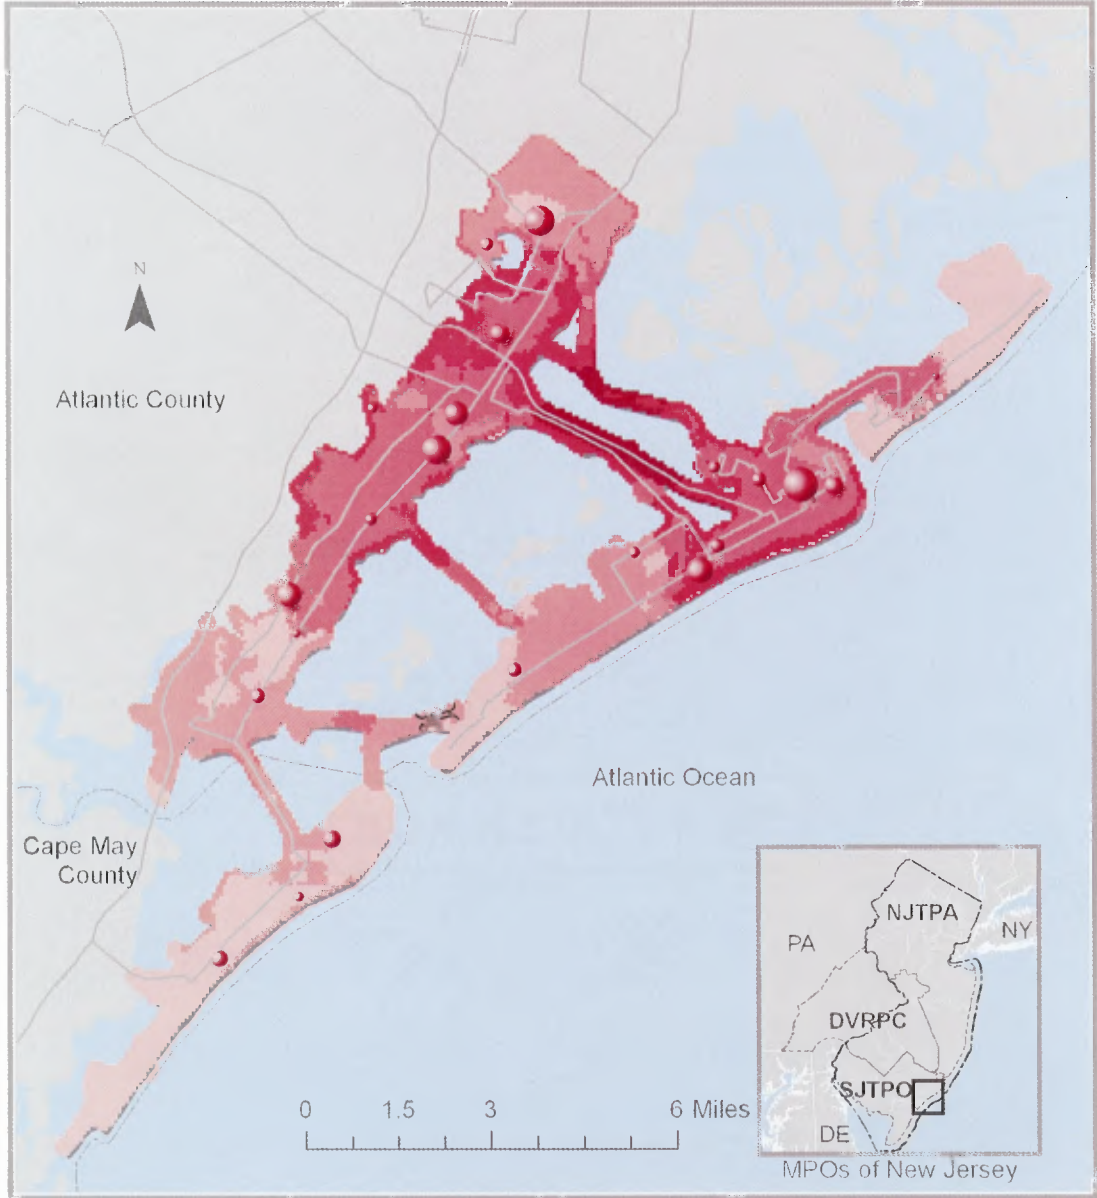 N
Atlantic County
Atlantic Ocean
Cape May
County
0 1.5 3 6 Miles
NJTPA
PA
NY
DVRPC
SJTPO
DE
MPOs of New Jersey